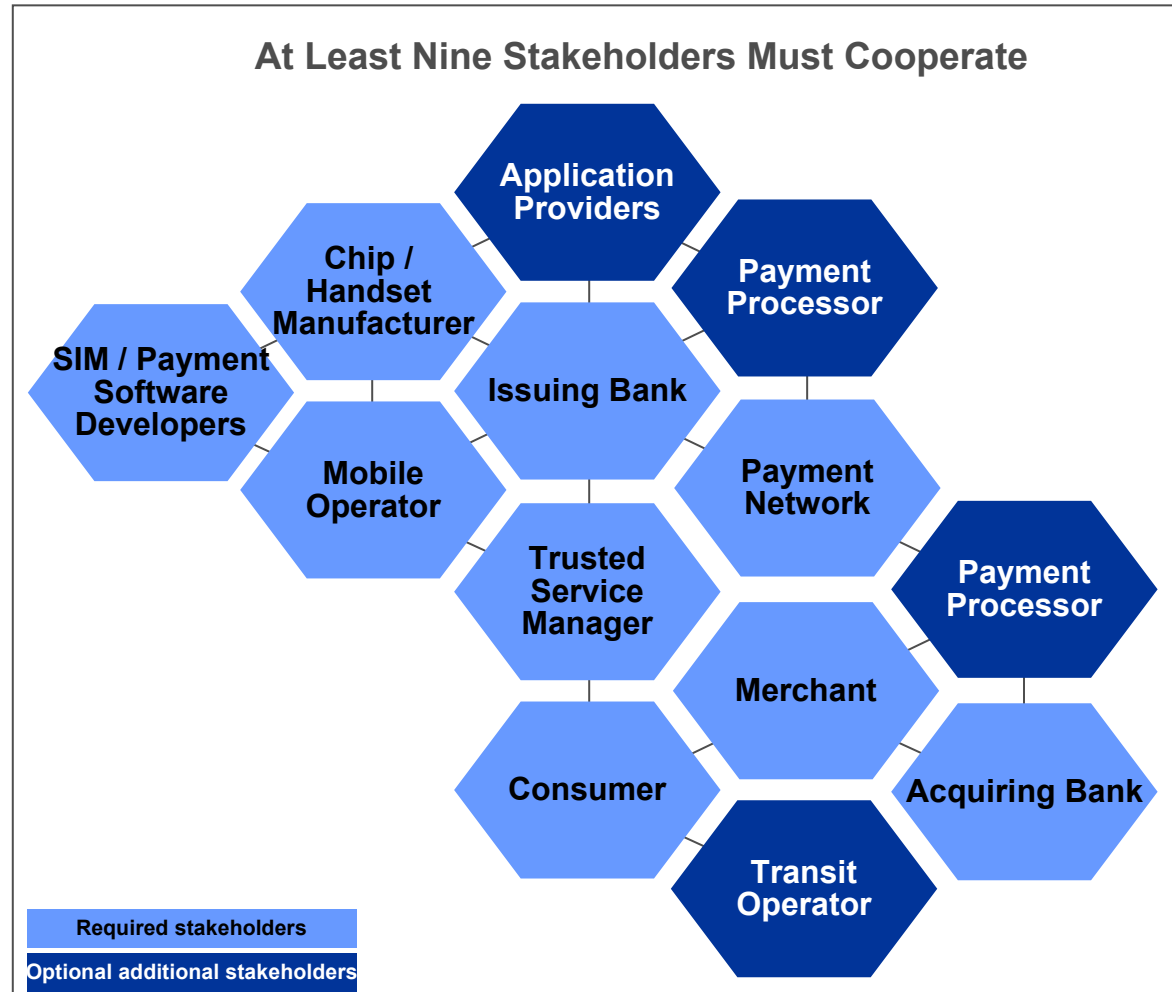 At Least Nine Stakeholders Must Cooperate
Application
Providers
Chip /
Handset
Manufacturer
Payment
Processor
SIM / Payment
Software
Developers
Issuing Bank
Mobile
Operator
Payment
Network
Trusted
Service
Manager
Payment
Processor
Merchant
Consumer
Acquiring Bank
Transit
Operator
Required stakeholders
Optional additional stakeholders